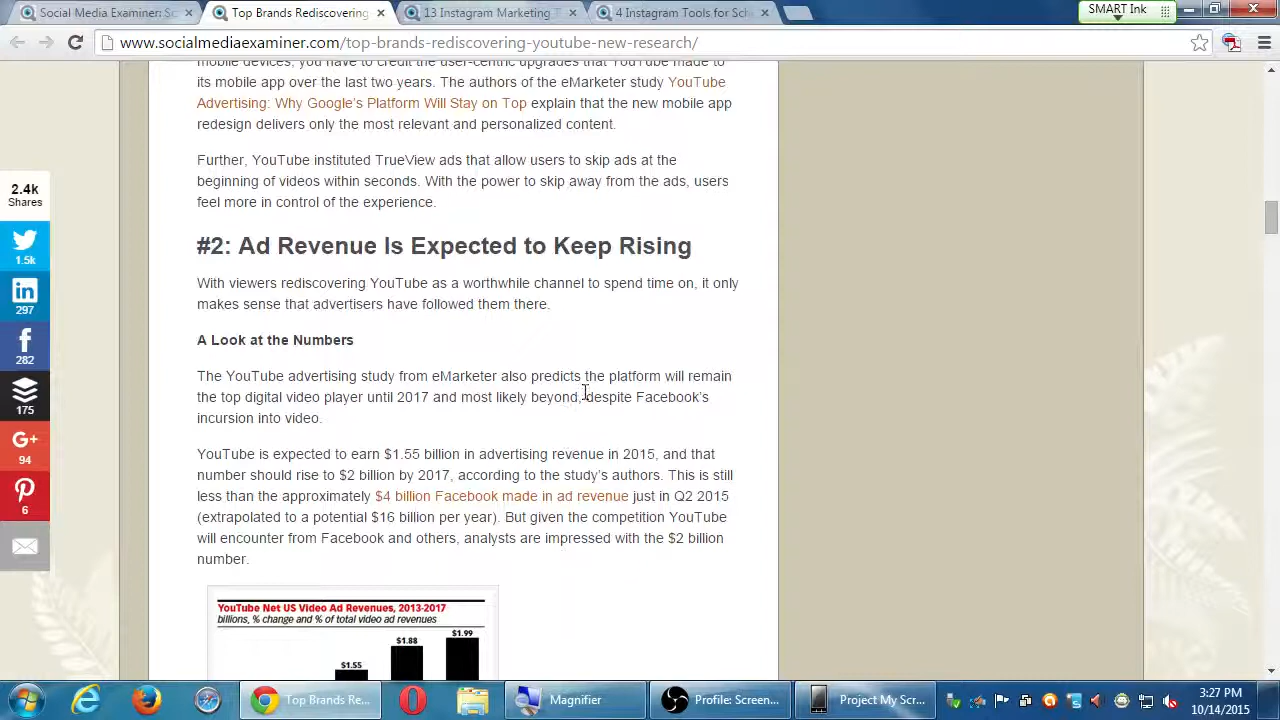 Social Media Examiner: S
Top Brands Rediscovering
13 Instagram Marketing T
4 Instagram Tools for Sch
SMART Ink
www.socialmediaexaminer.com/top-brands-rediscovering-youtube-new-research/
mobile devices, you have to credit the user-centric upgrades that YouTube made to
its mobile app over the last two years. The authors of the eMarketer study YouTube
Advertising: Why Google's Platform Will Stay on Top explain that the new mobile app
redesign delivers only the most relevant and personalized content.
Further, YouTube instituted TrueView ads that allow users to skip ads at the
beginning of videos within seconds. With the power to skip away from the ads, users
feel more in control of the experience.
2.4k
Shares
1.5k
297
282
175
94
6
#2: Ad Revenue Is Expected to Keep Rising
With viewers rediscovering YouTube as a worthwhile channel to spend time on, it only
makes sense that advertisers have followed them there.
A Look at the Numbers
The YouTube advertising study from eMarketer also predicts the platform will remain
the top digital video player until 2017 and most likely beyond, despite Facebook's
incursion into video.
YouTube is expected to earn $1.55 billion in advertising revenue in 2015, and that
number should rise to $2 billion by 2017, according to the study's authors. This is still
less than the approximately $4 billion Facebook made in ad revenue just in Q2 2015
(extrapolated to a potential $16 billion per year). But given the competition YouTube
will encounter from Facebook and others, analysts are impressed with the $2 billion
number.
YouTube Net US Video Ad Revenues, 2013-2017
billions, % change and % of total video ad revenues
$1.55
$1.88
$1.99
Top Brands Re...
Magnifier
Profile: Screen...
Project My Scr...
3:27 PM
10/14/2015